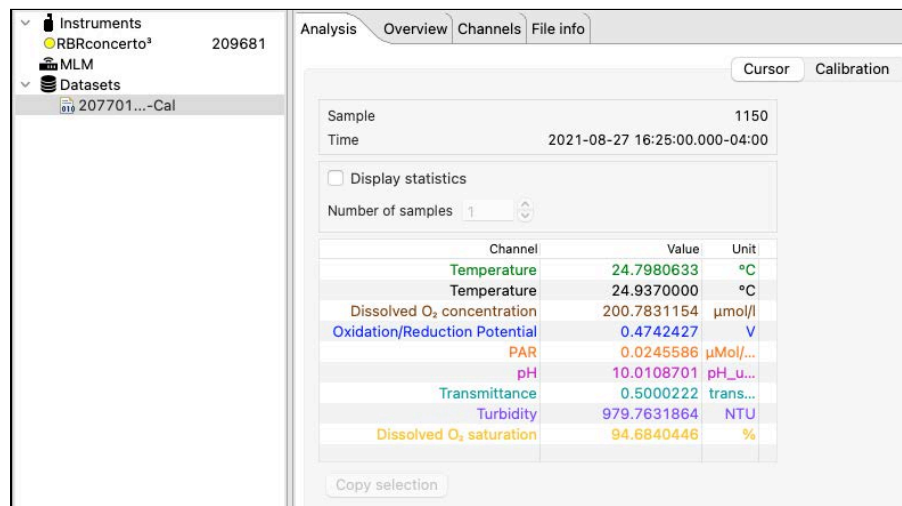 Instruments
RBRconcerto³ 209681
MLM
Datasets
010 207701...-Cal
Analysis Overview Channels File info
Cursor Calibration
Sample 1150
Time 2021-08-27 16:25:00.000-04:00
Display statistics
Number of samples 1
Channel Value Unit
Temperature 24.7980633 °C
Temperature 24.9370000 °C
Dissolved O₂ concentration 200.7831154 µmol/l
Oxidation/Reduction Potential 0.4742427 V
PAR 0.0245586 µMol/...
pH 10.0108701 pH_u...
Transmittance 0.5000222 trans...
Turbidity 979.7631864 NTU
Dissolved O₂ saturation 94.6840446 %
Copy selection